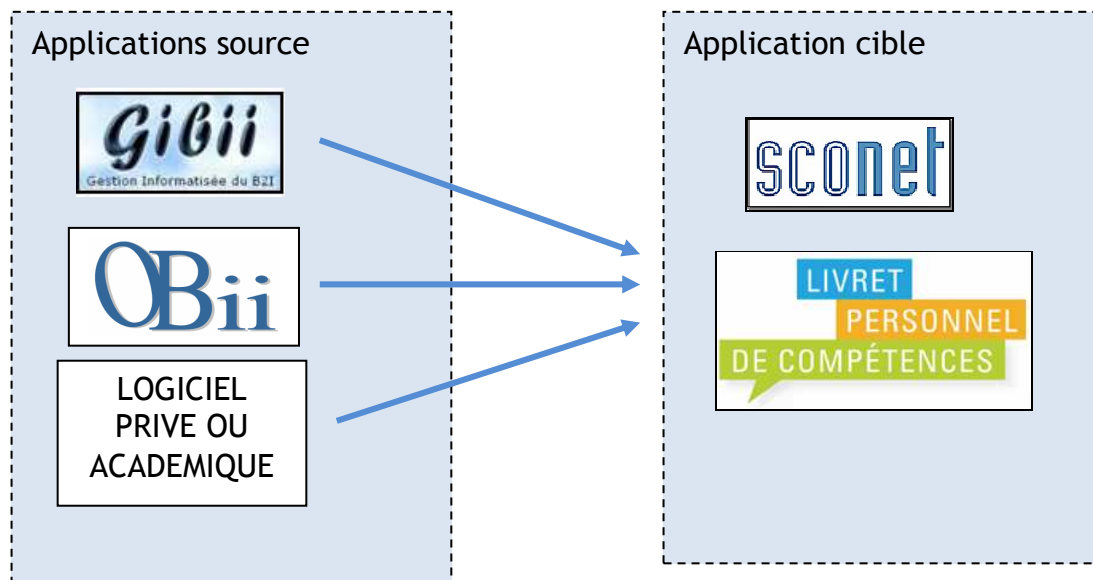 Applications source
Gibii
Gestion Informatisée du B2I
OBii
LOGICIEL
PRIVE OU
ACADEMIQUE
Application cible
sconet
LIVRET
PERSONNEL
DE COMPÉTENCES